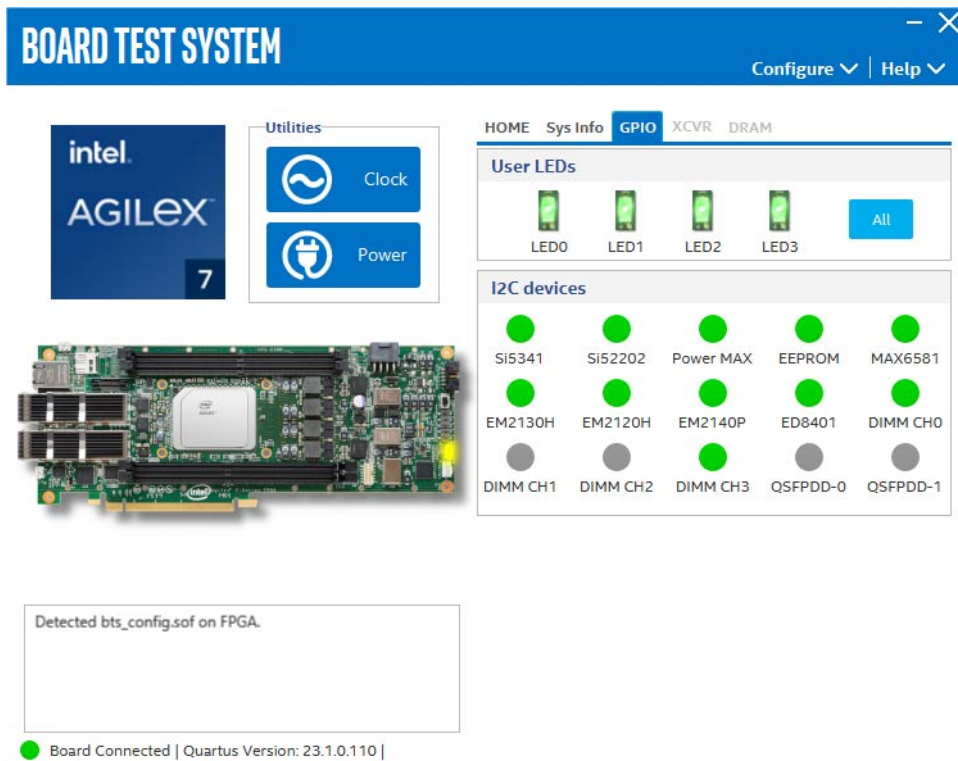 BOARD TEST SYSTEM
Configure | Help
intel.
AGILEX
7
Utilities
Clock
Power
HOME Sys Info GPIO XCVR DRAM
User LEDs
LED0 LED1 LED2 LED3 All
I2C devices
Si5341 Si52202 Power MAX EEPROM MAX6581
EM2130H EM2120H EM2140P ED8401 DIMM CH0
DIMM CH1 DIMM CH2 DIMM CH3 QSFPDD-0 QSFPDD-1
intel
Detected bts_config.sof on FPGA.
Board Connected | Quartus Version: 23.1.0.110 |